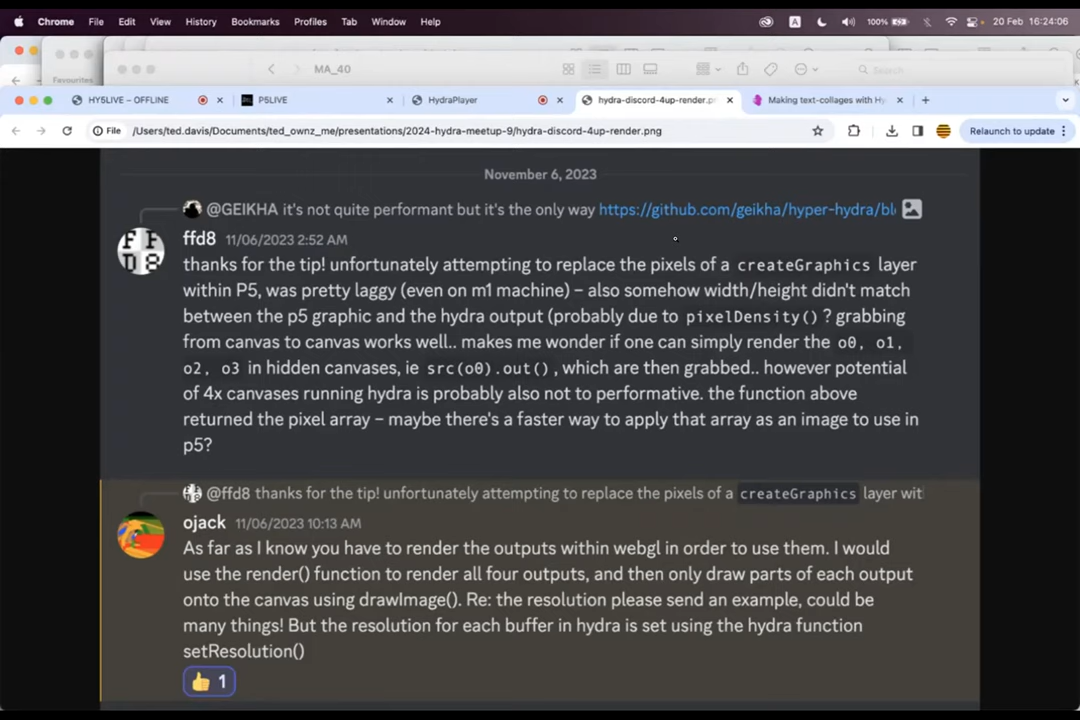 Chrome File Edit View History Bookmarks Profiles Tab Window Help A 100% 20 Feb 16:24:06
Favourites MA_40 Search
HY5LIVE – OFFLINE P5LIVE HydraPlayer hydra-discord-4up-render.pn Making text-collages with Hy
File /Users/ted.davis/Documents/ted_ownz_me/presentations/2024-hydra-meetup-9/hydra-discord-4up-render.png Relaunch to update
November 6, 2023
@GEIKHA it's not quite performant but it's the only way https://github.com/geikha/hyper-hydra/bl
ffd8 11/06/2023 2:52 AM
thanks for the tip! unfortunately attempting to replace the pixels of a createGraphics layer
within P5, was pretty laggy (even on m1 machine) – also somehow width/height didn't match
between the p5 graphic and the hydra output (probably due to pixelDensity() ? grabbing
from canvas to canvas works well.. makes me wonder if one can simply render the o0, o1,
o2, o3 in hidden canvases, ie src(o0).out(), which are then grabbed.. however potential
of 4x canvases running hydra is probably also not to performative. the function above
returned the pixel array – maybe there's a faster way to apply that array as an image to use in
p5?
@ffd8 thanks for the tip! unfortunately attempting to replace the pixels of a createGraphics layer wit
ojack 11/06/2023 10:13 AM
As far as I know you have to render the outputs within webgl in order to use them. I would
use the render() function to render all four outputs, and then only draw parts of each output
onto the canvas using drawImage(). Re: the resolution please send an example, could be
many things! But the resolution for each buffer in hydra is set using the hydra function
setResolution()
👍 1